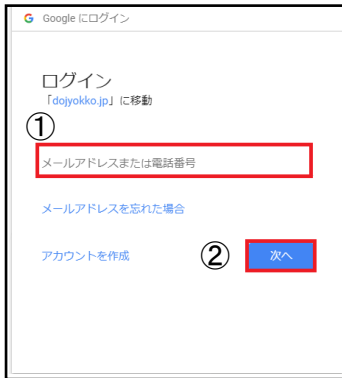 G Google にログイン
ログイン
「dojyokko.jp」に移動
①
メールアドレスまたは電話番号
メールアドレスを忘れた場合
アカウントを作成 ② 次へ